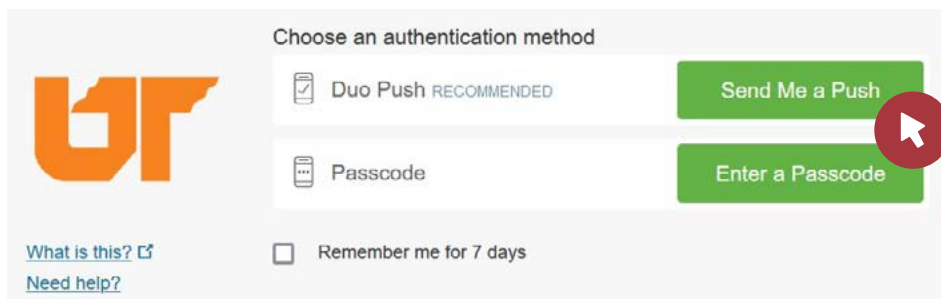 Choose an authentication method
UT
Duo Push RECOMMENDED
Send Me a Push
Passcode
Enter a Passcode
What is this?
Remember me for 7 days
Need help?